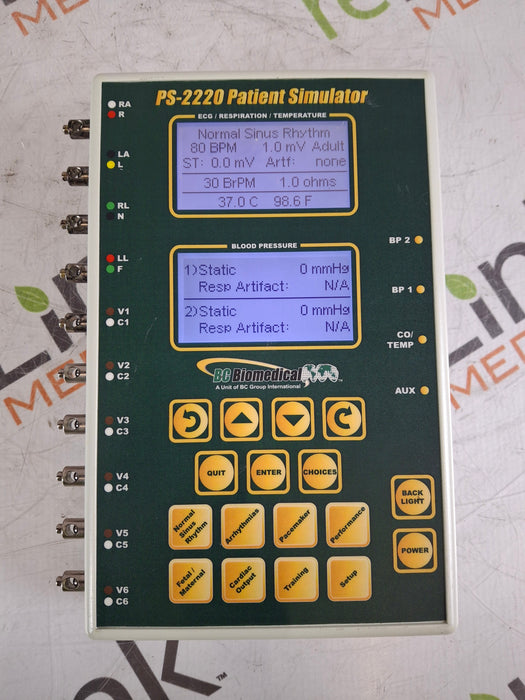 PS-2220 Patient Simulator
ECG / RESPIRATION / TEMPERATURE
Normal Sinus Rhythm
80 BPM 1.0 mV Adult
ST: 0.0 mV Artf: none
30 BrPM 1.0 ohms
37.0 C 98.6 F
BLOOD PRESSURE
1)Static 0 mmHg
Resp Artifact: N/A
2)Static 0 mmHg
Resp Artifact: N/A
BC Biomedical
A Unit of BC Group International
RA
R
LA
L
RL
N
LL
F
V1
C1
V2
C2
V3
C3
V4
C4
V5
C5
V6
C6
BP 2
BP 1
CO/
TEMP
AUX
QUIT
ENTER
CHOICES
Normal
Sinus
Rhythm
Arrhythmias
Pacemaker
Performance
Fetal /
Maternal
Cardiac
Output
Training
Setup
BACK
LIGHT
POWER